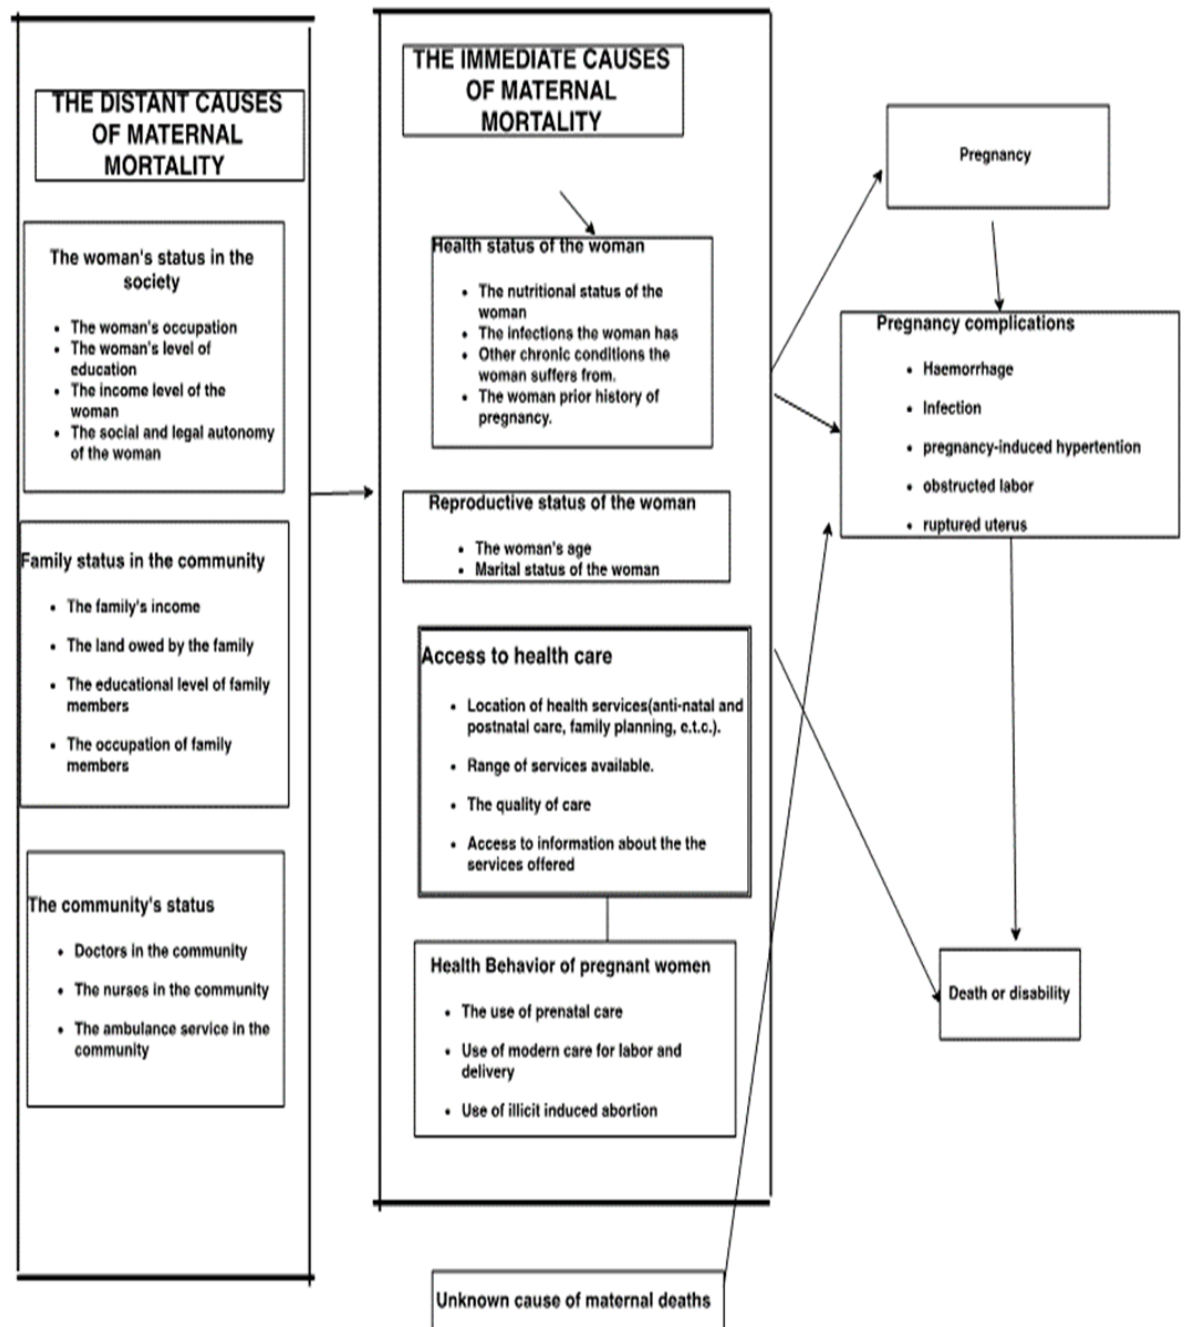 THE DISTANT CAUSES
OF MATERNAL
MORTALITY
The woman's status in the
society
• The woman's occupation
• The woman's level of
education
• The income level of the
woman
• The social and legal autonomy
of the woman
Family status in the community
• The family's income
• The land owed by the family
• The educational level of family
members
• The occupation of family
members
The community's status
• Doctors in the community
• The nurses in the community
• The ambulance service in the
community
THE IMMEDIATE CAUSES
OF MATERNAL
MORTALITY
Health status of the woman
• The nutritional status of the
woman
• The infections the woman has
• Other chronic conditions the
woman suffers from.
• The woman prior history of
pregnancy.
Reproductive status of the woman
• The woman's age
• Marital status of the woman
Access to health care
• Location of health services(anti-natal and
postnatal care, family planning, e.t.c.).
• Range of services available.
• The quality of care
• Access to information about the the
services offered
Health Behavior of pregnant women
• The use of prenatal care
• Use of modern care for labor and
delivery
• Use of illicit induced abortion
Unknown cause of maternal deaths
Pregnancy
Pregnancy complications
• Haemorrhage
• Infection
• pregnancy-induced hypertention
• obstructed labor
• ruptured uterus
Death or disability